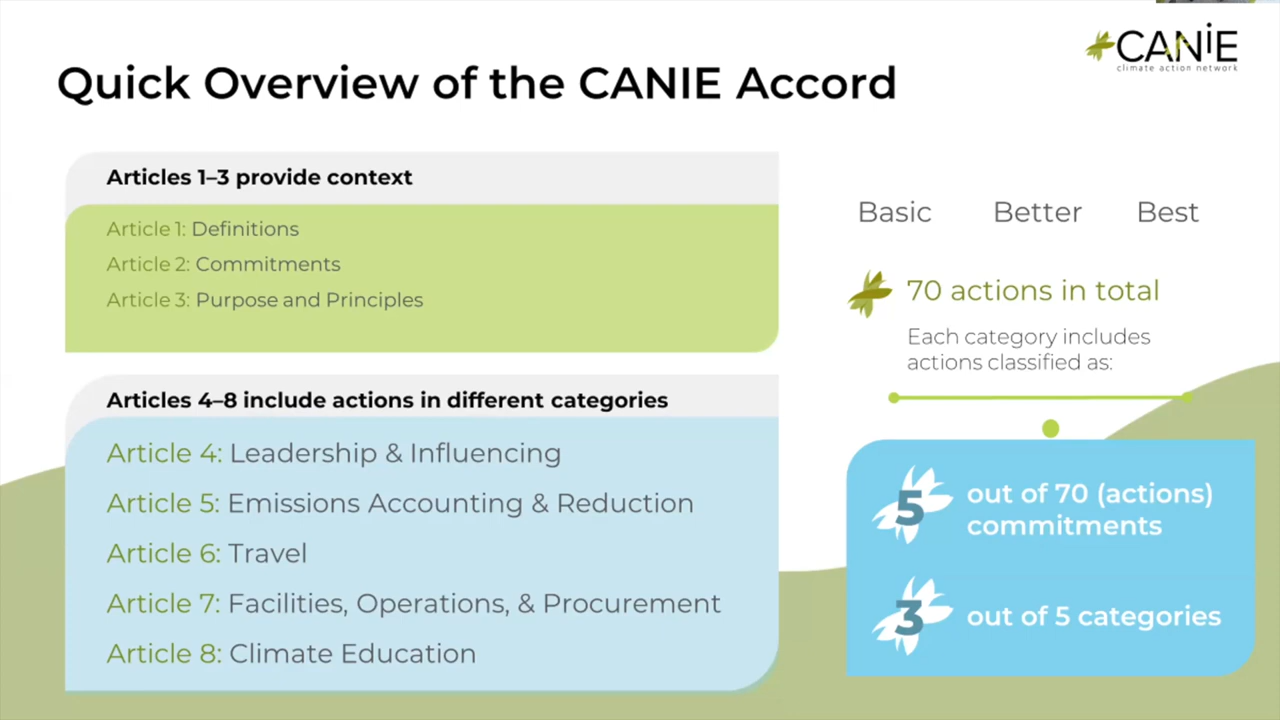 CANiE
climate action network
Quick Overview of the CANIE Accord
Articles 1–3 provide context
Article 1: Definitions
Article 2: Commitments
Article 3: Purpose and Principles
Articles 4–8 include actions in different categories
Article 4: Leadership & Influencing
Article 5: Emissions Accounting & Reduction
Article 6: Travel
Article 7: Facilities, Operations, & Procurement
Article 8: Climate Education
Basic Better Best
70 actions in total
Each category includes
actions classified as:
5 out of 70 (actions)
commitments
3 out of 5 categories